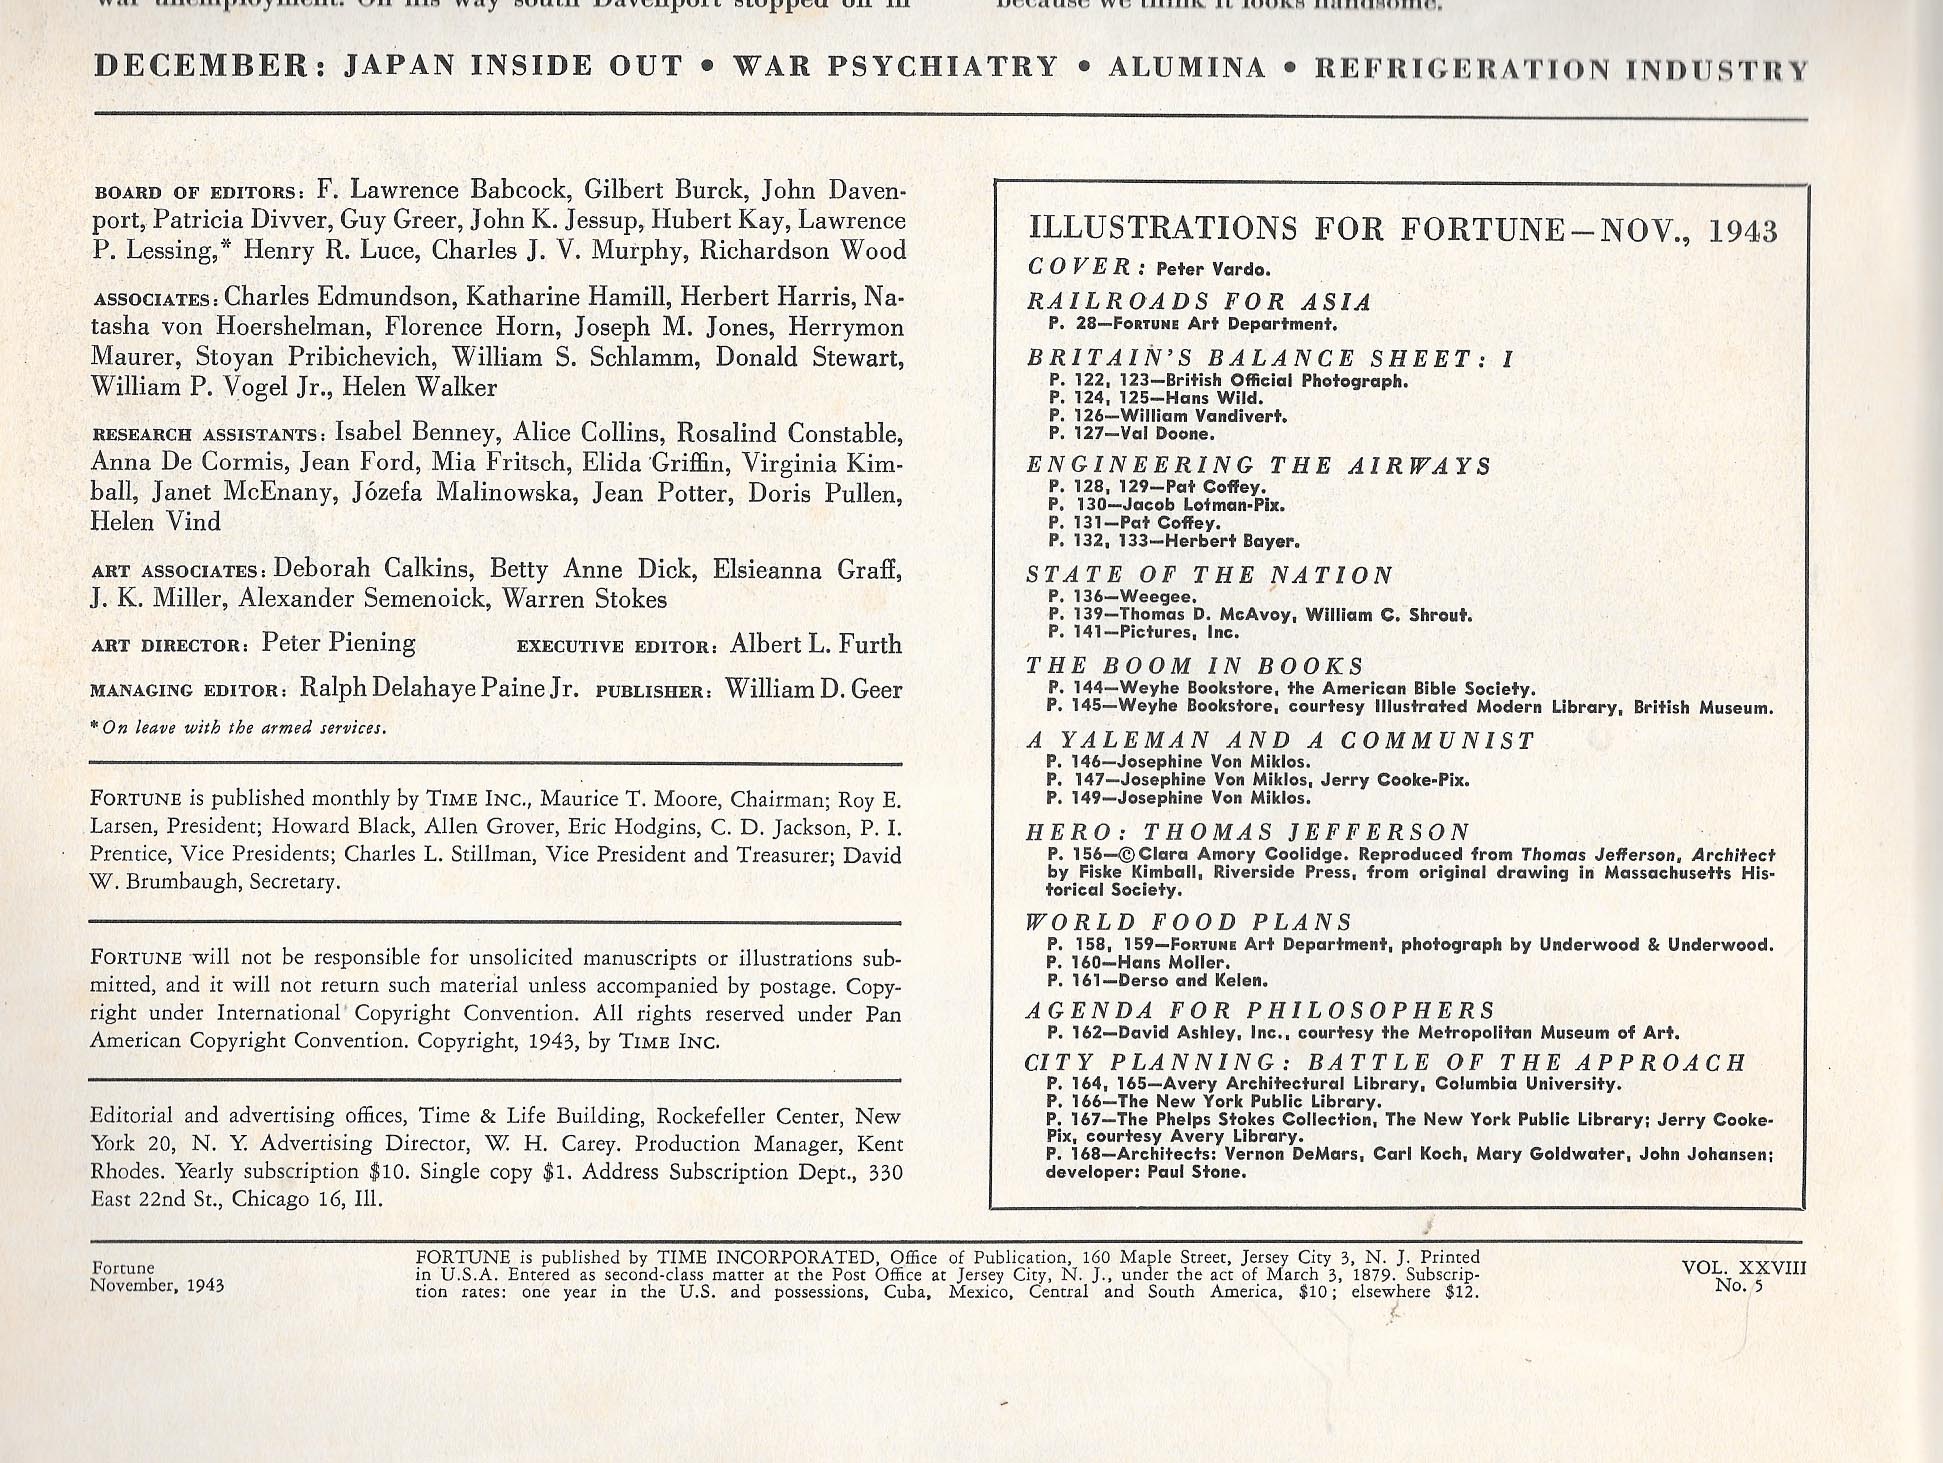 war unemployment. On his way south Davenport stopped off in
because we think it looks handsome.
DECEMBER: JAPAN INSIDE OUT • WAR PSYCHIATRY • ALUMINA • REFRIGERATION INDUSTRY
BOARD OF EDITORS: F. Lawrence Babcock, Gilbert Burck, John Daven-
port, Patricia Divver, Guy Greer, John K. Jessup, Hubert Kay, Lawrence
P. Lessing,* Henry R. Luce, Charles J. V. Murphy, Richardson Wood
ASSOCIATES: Charles Edmundson, Katharine Hamill, Herbert Harris, Na-
tasha von Hoershelman, Florence Horn, Joseph M. Jones, Herrymon
Maurer, Stoyan Pribichevich, William S. Schlamm, Donald Stewart,
William P. Vogel Jr., Helen Walker
RESEARCH ASSISTANTS: Isabel Benney, Alice Collins, Rosalind Constable,
Anna De Cormis, Jean Ford, Mia Fritsch, Elida Griffin, Virginia Kim-
ball, Janet McEnany, Józefa Malinowska, Jean Potter, Doris Pullen,
Helen Vind
ART ASSOCIATES: Deborah Calkins, Betty Anne Dick, Elsieanna Graff,
J. K. Miller, Alexander Semenoick, Warren Stokes
ART DIRECTOR: Peter Piening EXECUTIVE EDITOR: Albert L. Furth
MANAGING EDITOR: Ralph Delahaye Paine Jr. PUBLISHER: William D. Geer
*On leave with the armed services.
FORTUNE is published monthly by TIME INC., Maurice T. Moore, Chairman; Roy E.
Larsen, President; Howard Black, Allen Grover, Eric Hodgins, C. D. Jackson, P. I.
Prentice, Vice Presidents; Charles L. Stillman, Vice President and Treasurer; David
W. Brumbaugh, Secretary.
FORTUNE will not be responsible for unsolicited manuscripts or illustrations sub-
mitted, and it will not return such material unless accompanied by postage. Copy-
right under International Copyright Convention. All rights reserved under Pan
American Copyright Convention. Copyright, 1943, by TIME INC.
Editorial and advertising offices, Time & Life Building, Rockefeller Center, New
York 20, N. Y. Advertising Director, W. H. Carey. Production Manager, Kent
Rhodes. Yearly subscription $10. Single copy $1. Address Subscription Dept., 330
East 22nd St., Chicago 16, Ill.
ILLUSTRATIONS FOR FORTUNE—NOV., 1943
COVER: Peter Vardo.
RAILROADS FOR ASIA
P. 28—FORTUNE Art Department.
BRITAIN'S BALANCE SHEET: I
P. 122, 123—British Official Photograph.
P. 124, 125—Hans Wild.
P. 126—William Vandivert.
P. 127—Val Doone.
ENGINEERING THE AIRWAYS
P. 128, 129—Pat Coffey.
P. 130—Jacob Lofman-Pix.
P. 131—Pat Coffey.
P. 132, 133—Herbert Bayer.
STATE OF THE NATION
P. 136—Weegee.
P. 139—Thomas D. McAvoy, William C. Shrout.
P. 141—Pictures, Inc.
THE BOOM IN BOOKS
P. 144—Weyhe Bookstore, the American Bible Society.
P. 145—Weyhe Bookstore, courtesy Illustrated Modern Library, British Museum.
A YALEMAN AND A COMMUNIST
P. 146—Josephine Von Miklos.
P. 147—Josephine Von Miklos, Jerry Cooke-Pix.
P. 149—Josephine Von Miklos.
HERO: THOMAS JEFFERSON
P. 156—©Clara Amory Coolidge. Reproduced from Thomas Jefferson, Architect
by Fiske Kimball, Riverside Press, from original drawing in Massachusetts His-
torical Society.
WORLD FOOD PLANS
P. 158, 159—FORTUNE Art Department, photograph by Underwood & Underwood.
P. 160—Hans Moller.
P. 161—Derso and Kelen.
AGENDA FOR PHILOSOPHERS
P. 162—David Ashley, Inc., courtesy the Metropolitan Museum of Art.
CITY PLANNING: BATTLE OF THE APPROACH
P. 164, 165—Avery Architectural Library, Columbia University.
P. 166—The New York Public Library.
P. 167—The Phelps Stokes Collection, The New York Public Library; Jerry Cooke-
Pix, courtesy Avery Library.
P. 168—Architects: Vernon DeMars, Carl Koch, Mary Goldwater, John Johansen;
developer: Paul Stone.
Fortune
November, 1943
FORTUNE is published by TIME INCORPORATED, Office of Publication, 160 Maple Street, Jersey City 3, N. J. Printed
in U.S.A. Entered as second-class matter at the Post Office at Jersey City, N. J., under the act of March 3, 1879. Subscrip-
tion rates: one year in the U.S. and possessions, Cuba, Mexico, Central and South America, $10; elsewhere $12.
VOL. XXVIII
No. 5